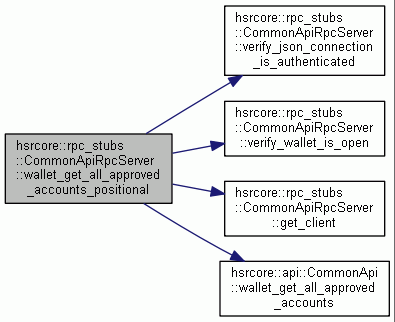 hsrcore::rpc_stubs
::CommonApiRpcServer
::verify_json_connection
_is_authenticated
hsrcore::rpc_stubs
::CommonApiRpcServer
::verify_wallet_is_open
hsrcore::rpc_stubs
::CommonApiRpcServer
::wallet_get_all_approved
_accounts_positional
hsrcore::rpc_stubs
::CommonApiRpcServer
::get_client
hsrcore::api::CommonApi
::wallet_get_all_approved
_accounts